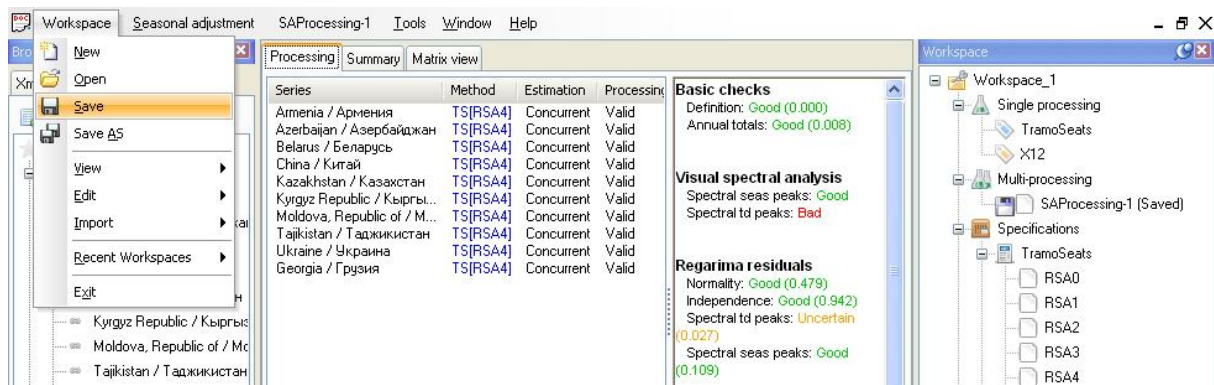 Workspace Seasonal adjustment SAProcessing-1 Tools Window Help
New
Open
Save
Save AS
View
Edit
Import
Recent Workspaces
Exit
Kyrgyz Republic / Кыргыз
Moldova, Republic of / Мо
Tajikistan / Таджикистан
Processing Summary Matrix view
Series Method Estimation Processing
Armenia / Армения TS[RSA4] Concurrent Valid
Azerbaijan / Азербайджан TS[RSA4] Concurrent Valid
Belarus / Беларусь TS[RSA4] Concurrent Valid
China / Китай TS[RSA4] Concurrent Valid
Kazakhstan / Казахстан TS[RSA4] Concurrent Valid
Kyrgyz Republic / Кыргы... TS[RSA4] Concurrent Valid
Moldova, Republic of / М... TS[RSA4] Concurrent Valid
Tajikistan / Таджикистан TS[RSA4] Concurrent Valid
Ukraine / Украина TS[RSA4] Concurrent Valid
Georgia / Грузия TS[RSA4] Concurrent Valid
Basic checks
Definition: Good (0.000)
Annual totals: Good (0.008)
Visual spectral analysis
Spectral seas peaks: Good
Spectral td peaks: Bad
Regarima residuals
Normality: Good (0.479)
Independence: Good (0.942)
Spectral td peaks: Uncertain
(0.027)
Spectral seas peaks: Good
(0.109)
Workspace
Workspace_1
Single processing
TramoSeats
X12
Multi-processing
SAProcessing-1 (Saved)
Specifications
TramoSeats
RSA0
RSA1
RSA2
RSA3
RSA4